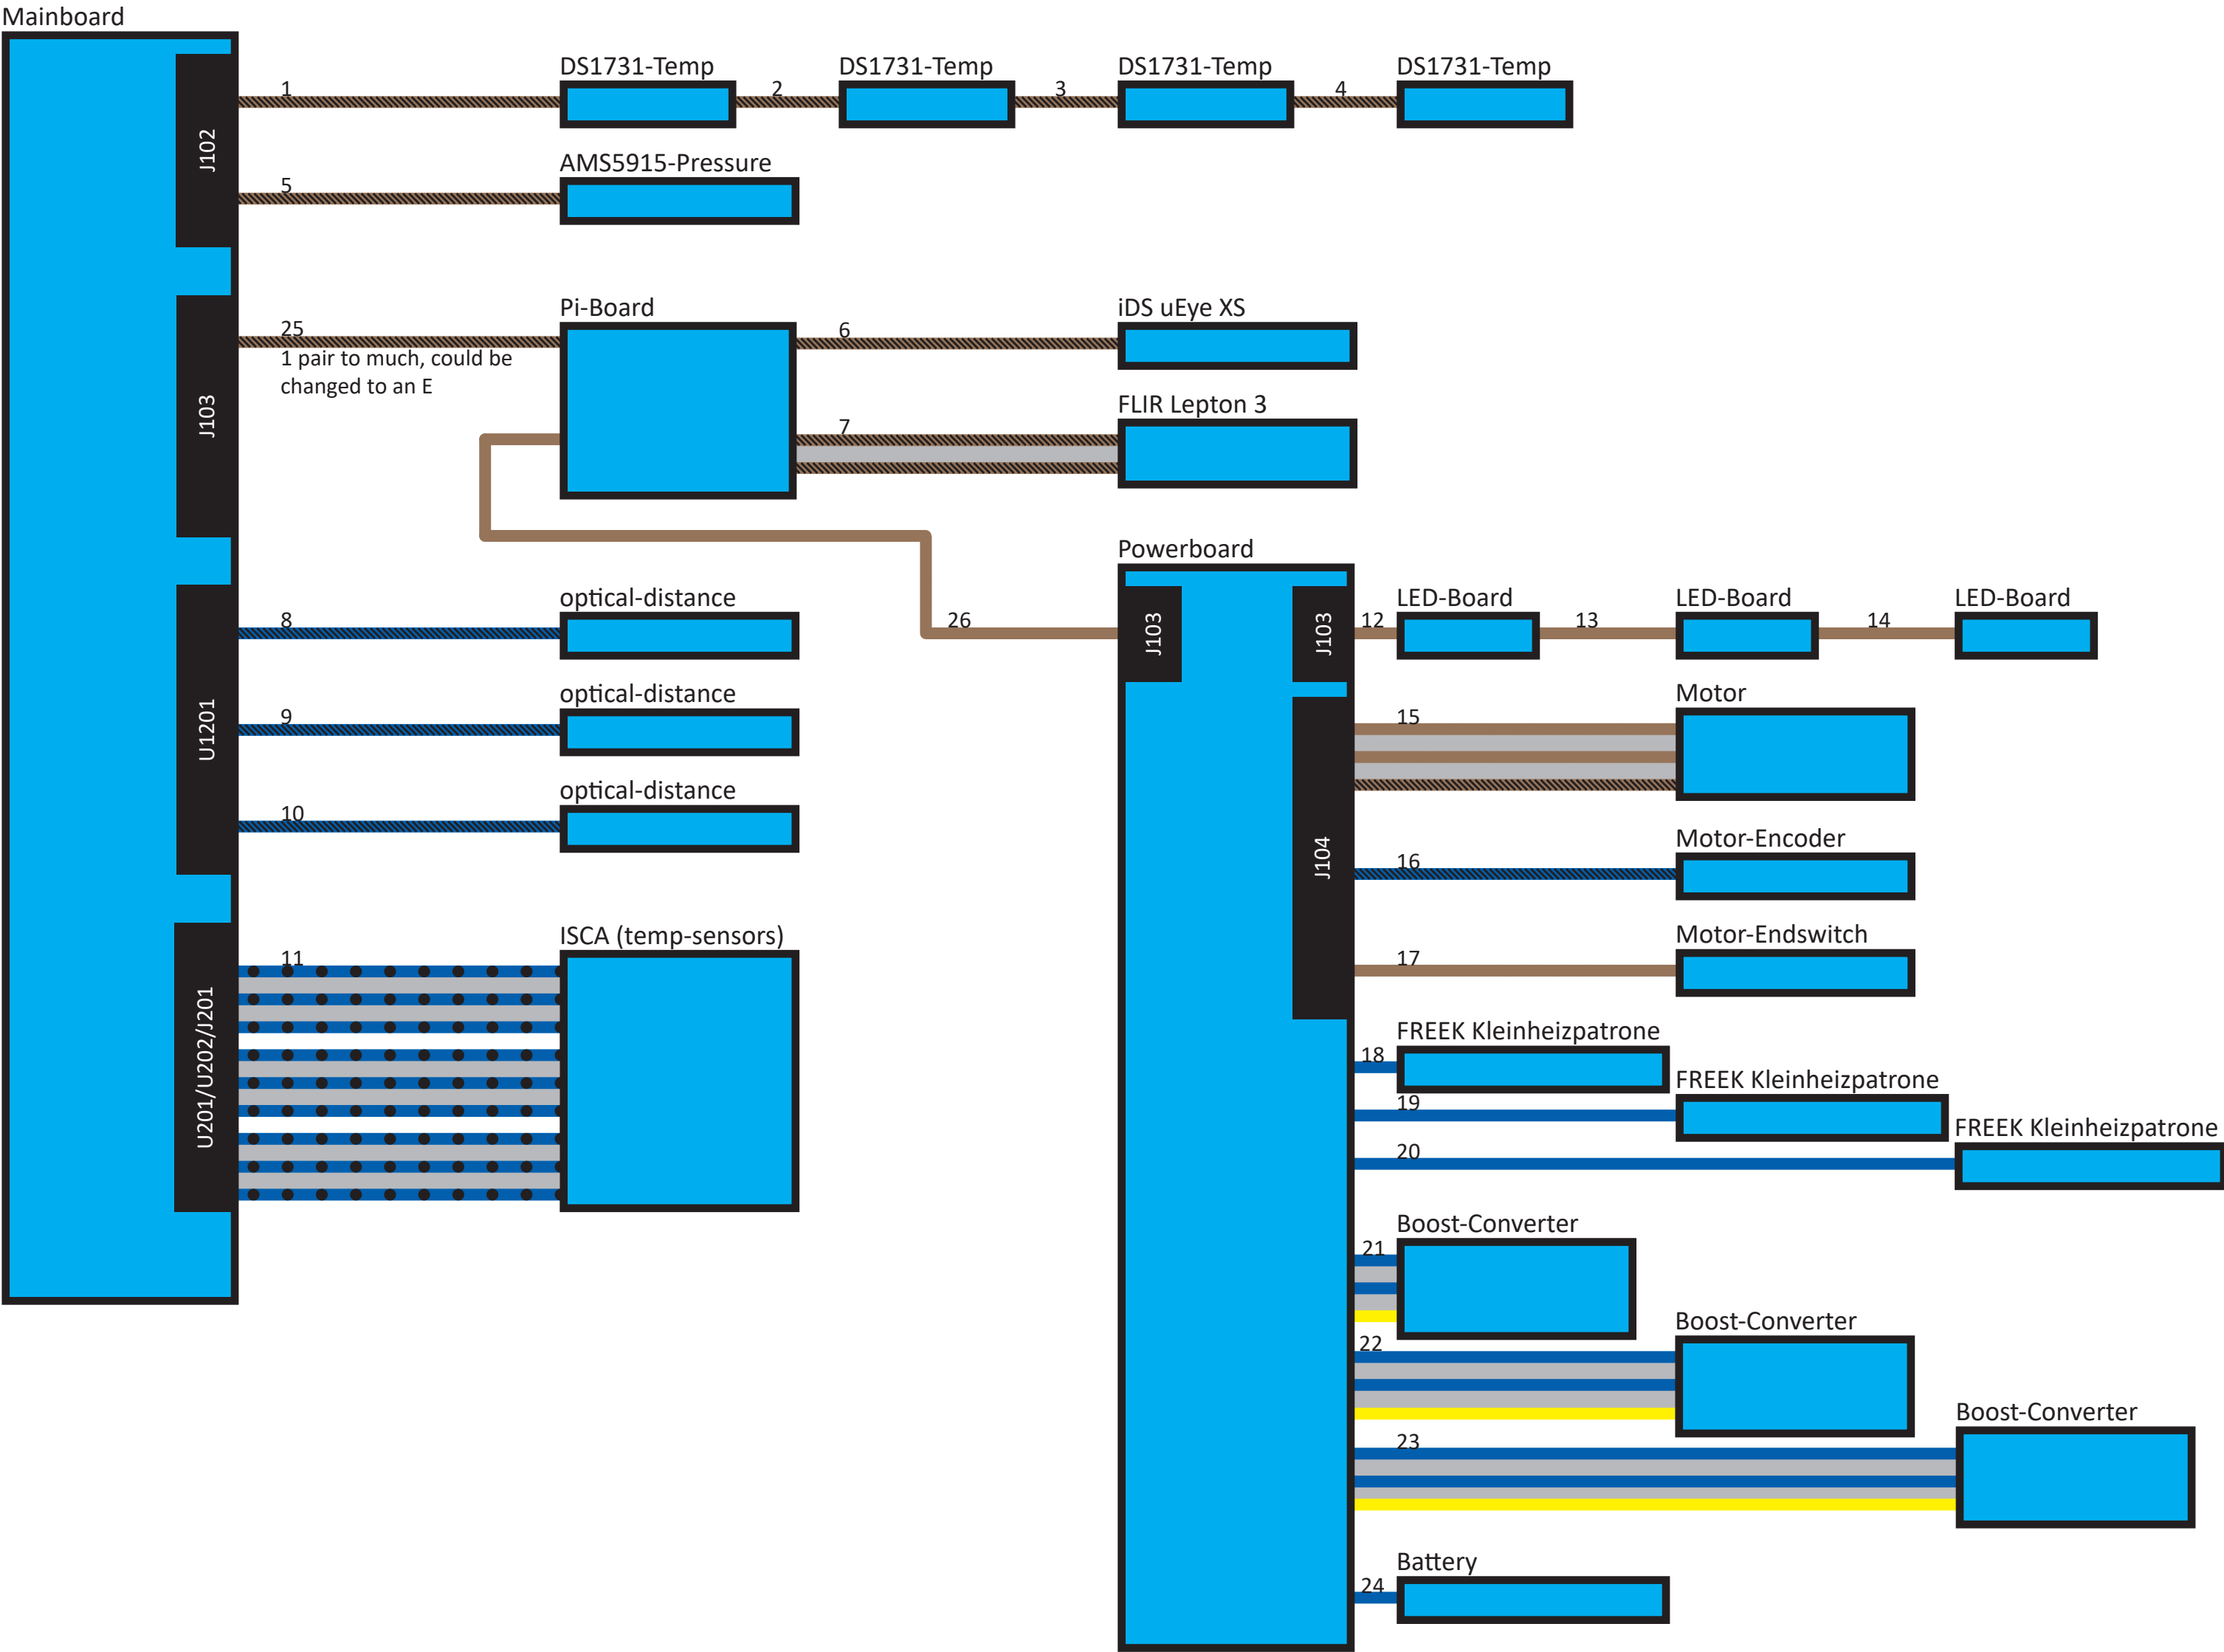 Mainboard
J102
1
DS1731-Temp
2
DS1731-Temp
3
DS1731-Temp
4
DS1731-Temp
5
AMS5915-Pressure
J103
25
1 pair to much, could be
changed to an E
Pi-Board
6
iDS uEye XS
7
FLIR Lepton 3
26
U1201
8
optical-distance
9
optical-distance
10
optical-distance
U201/U202/J201
11
ISCA (temp-sensors)
Powerboard
J103
J103
12
LED-Board
13
LED-Board
14
LED-Board
J104
15
Motor
16
Motor-Encoder
17
Motor-Endswitch
18
FREEK Kleinheizpatrone
19
FREEK Kleinheizpatrone
20
FREEK Kleinheizpatrone
21
Boost-Converter
22
Boost-Converter
23
Boost-Converter
24
Battery